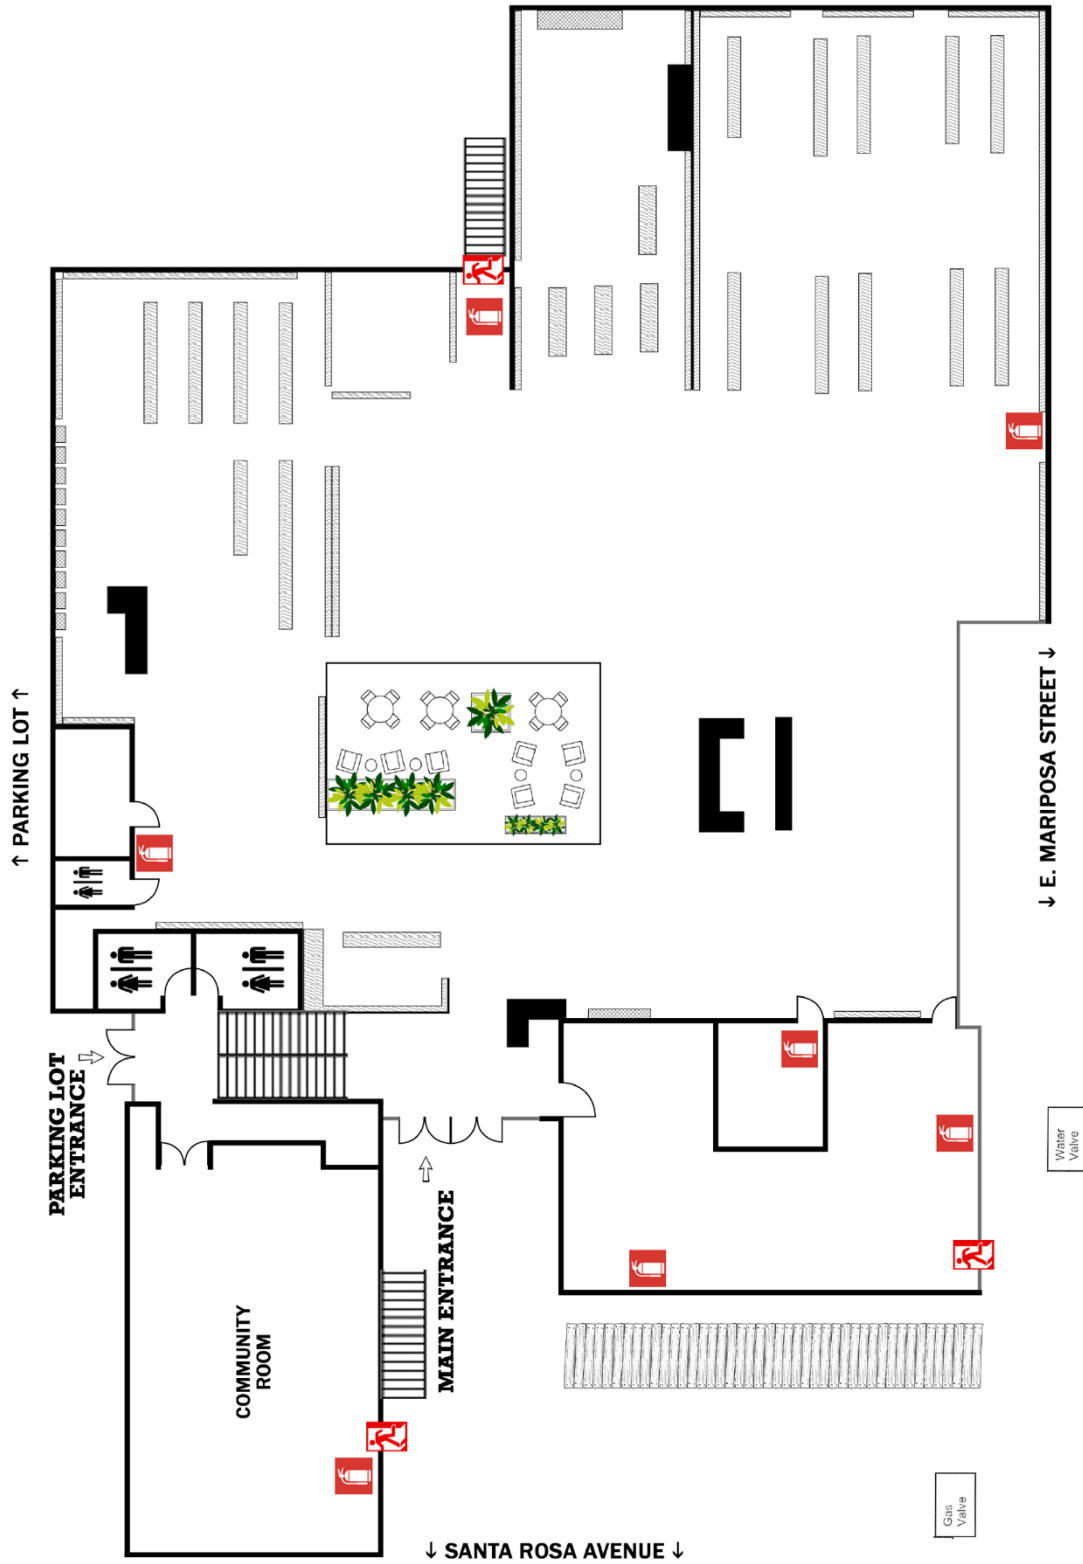 ↑ PARKING LOT ↑
PARKING LOT
ENTRANCE
MAIN ENTRANCE
COMMUNITY
ROOM
↓ E. MARIPOSA STREET ↓
Water
Valve
Gas
Valve
↓ SANTA ROSA AVENUE ↓